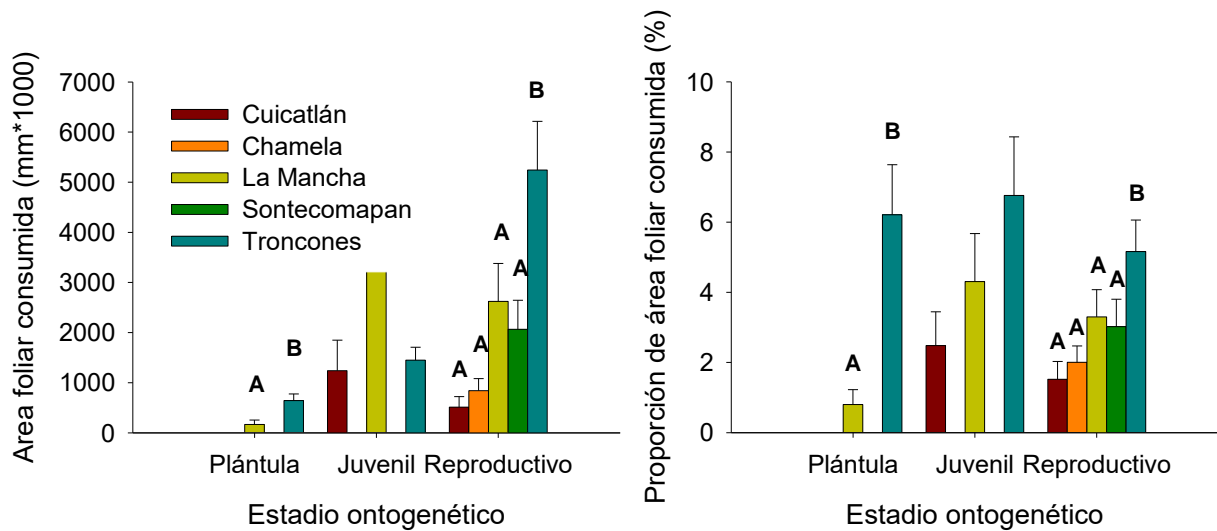 Area foliar consumida (mm*1000)
7000
6000
5000
4000
3000
2000
1000
0
Cuicatlán
Chamela
La Mancha
Sontecomapan
Troncones
A
B
A
A
A
A
B
Plántula Juvenil Reproductivo
Estadio ontogenético
Proporción de área foliar consumida (%)
10
8
6
4
2
0
A
B
A
A
A
A
B
Plántula Juvenil Reproductivo
Estadio ontogenético